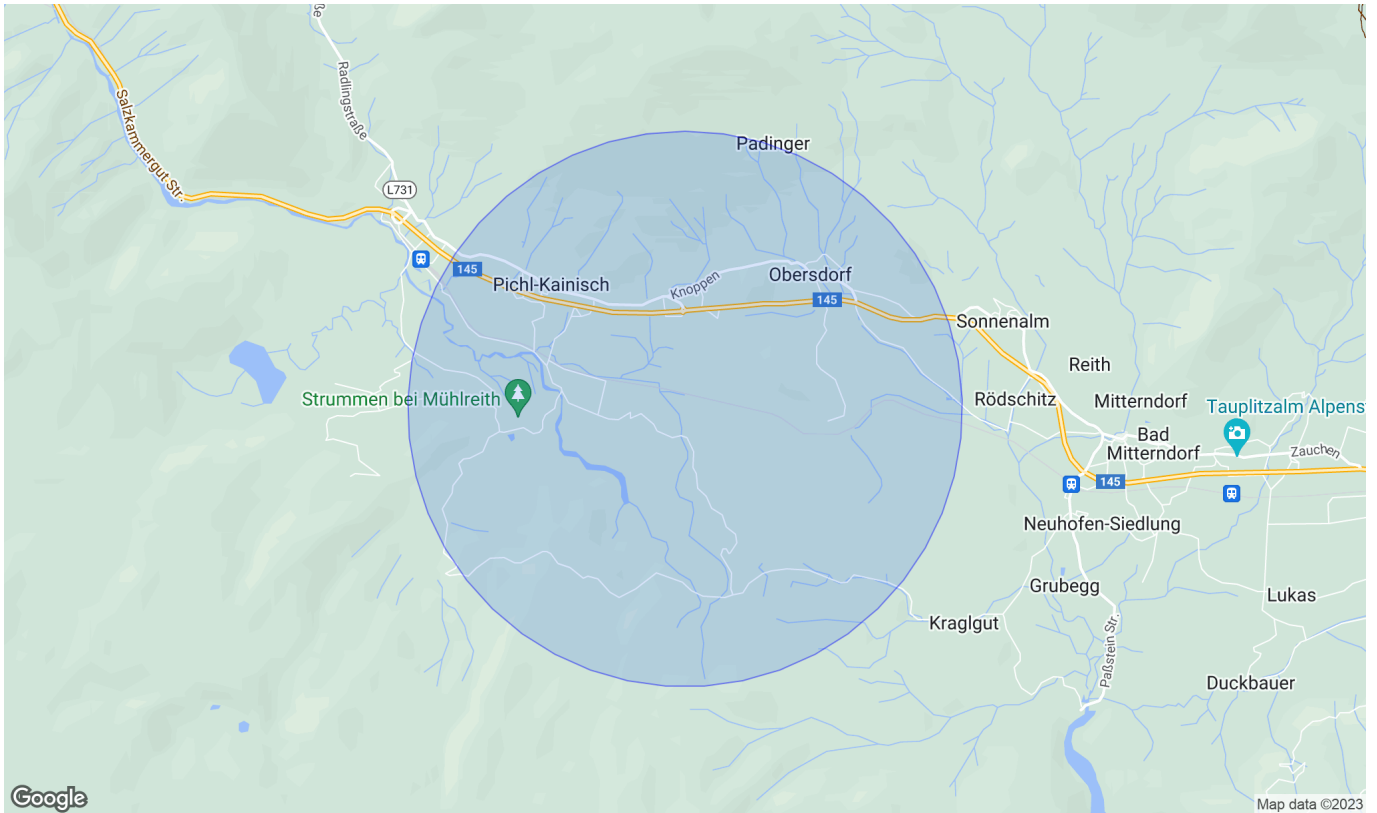 ße
Radlingstraße
Salzkammergut Str.
Padinger
L731
145
Pichl-Kainisch
Knoppen
Obersdorf
145
Sonnenalm
Reith
Strummen bei Mühlreith
Rödschitz
Mitterndorf
Tauplitzalm Alpens
Bad
Mitterndorf
Zauchen
145
Neuhofen-Siedlung
Grubegg
Lukas
Kraglgut
Paßstein Str.
Duckbauer
Google
Map data ©2023